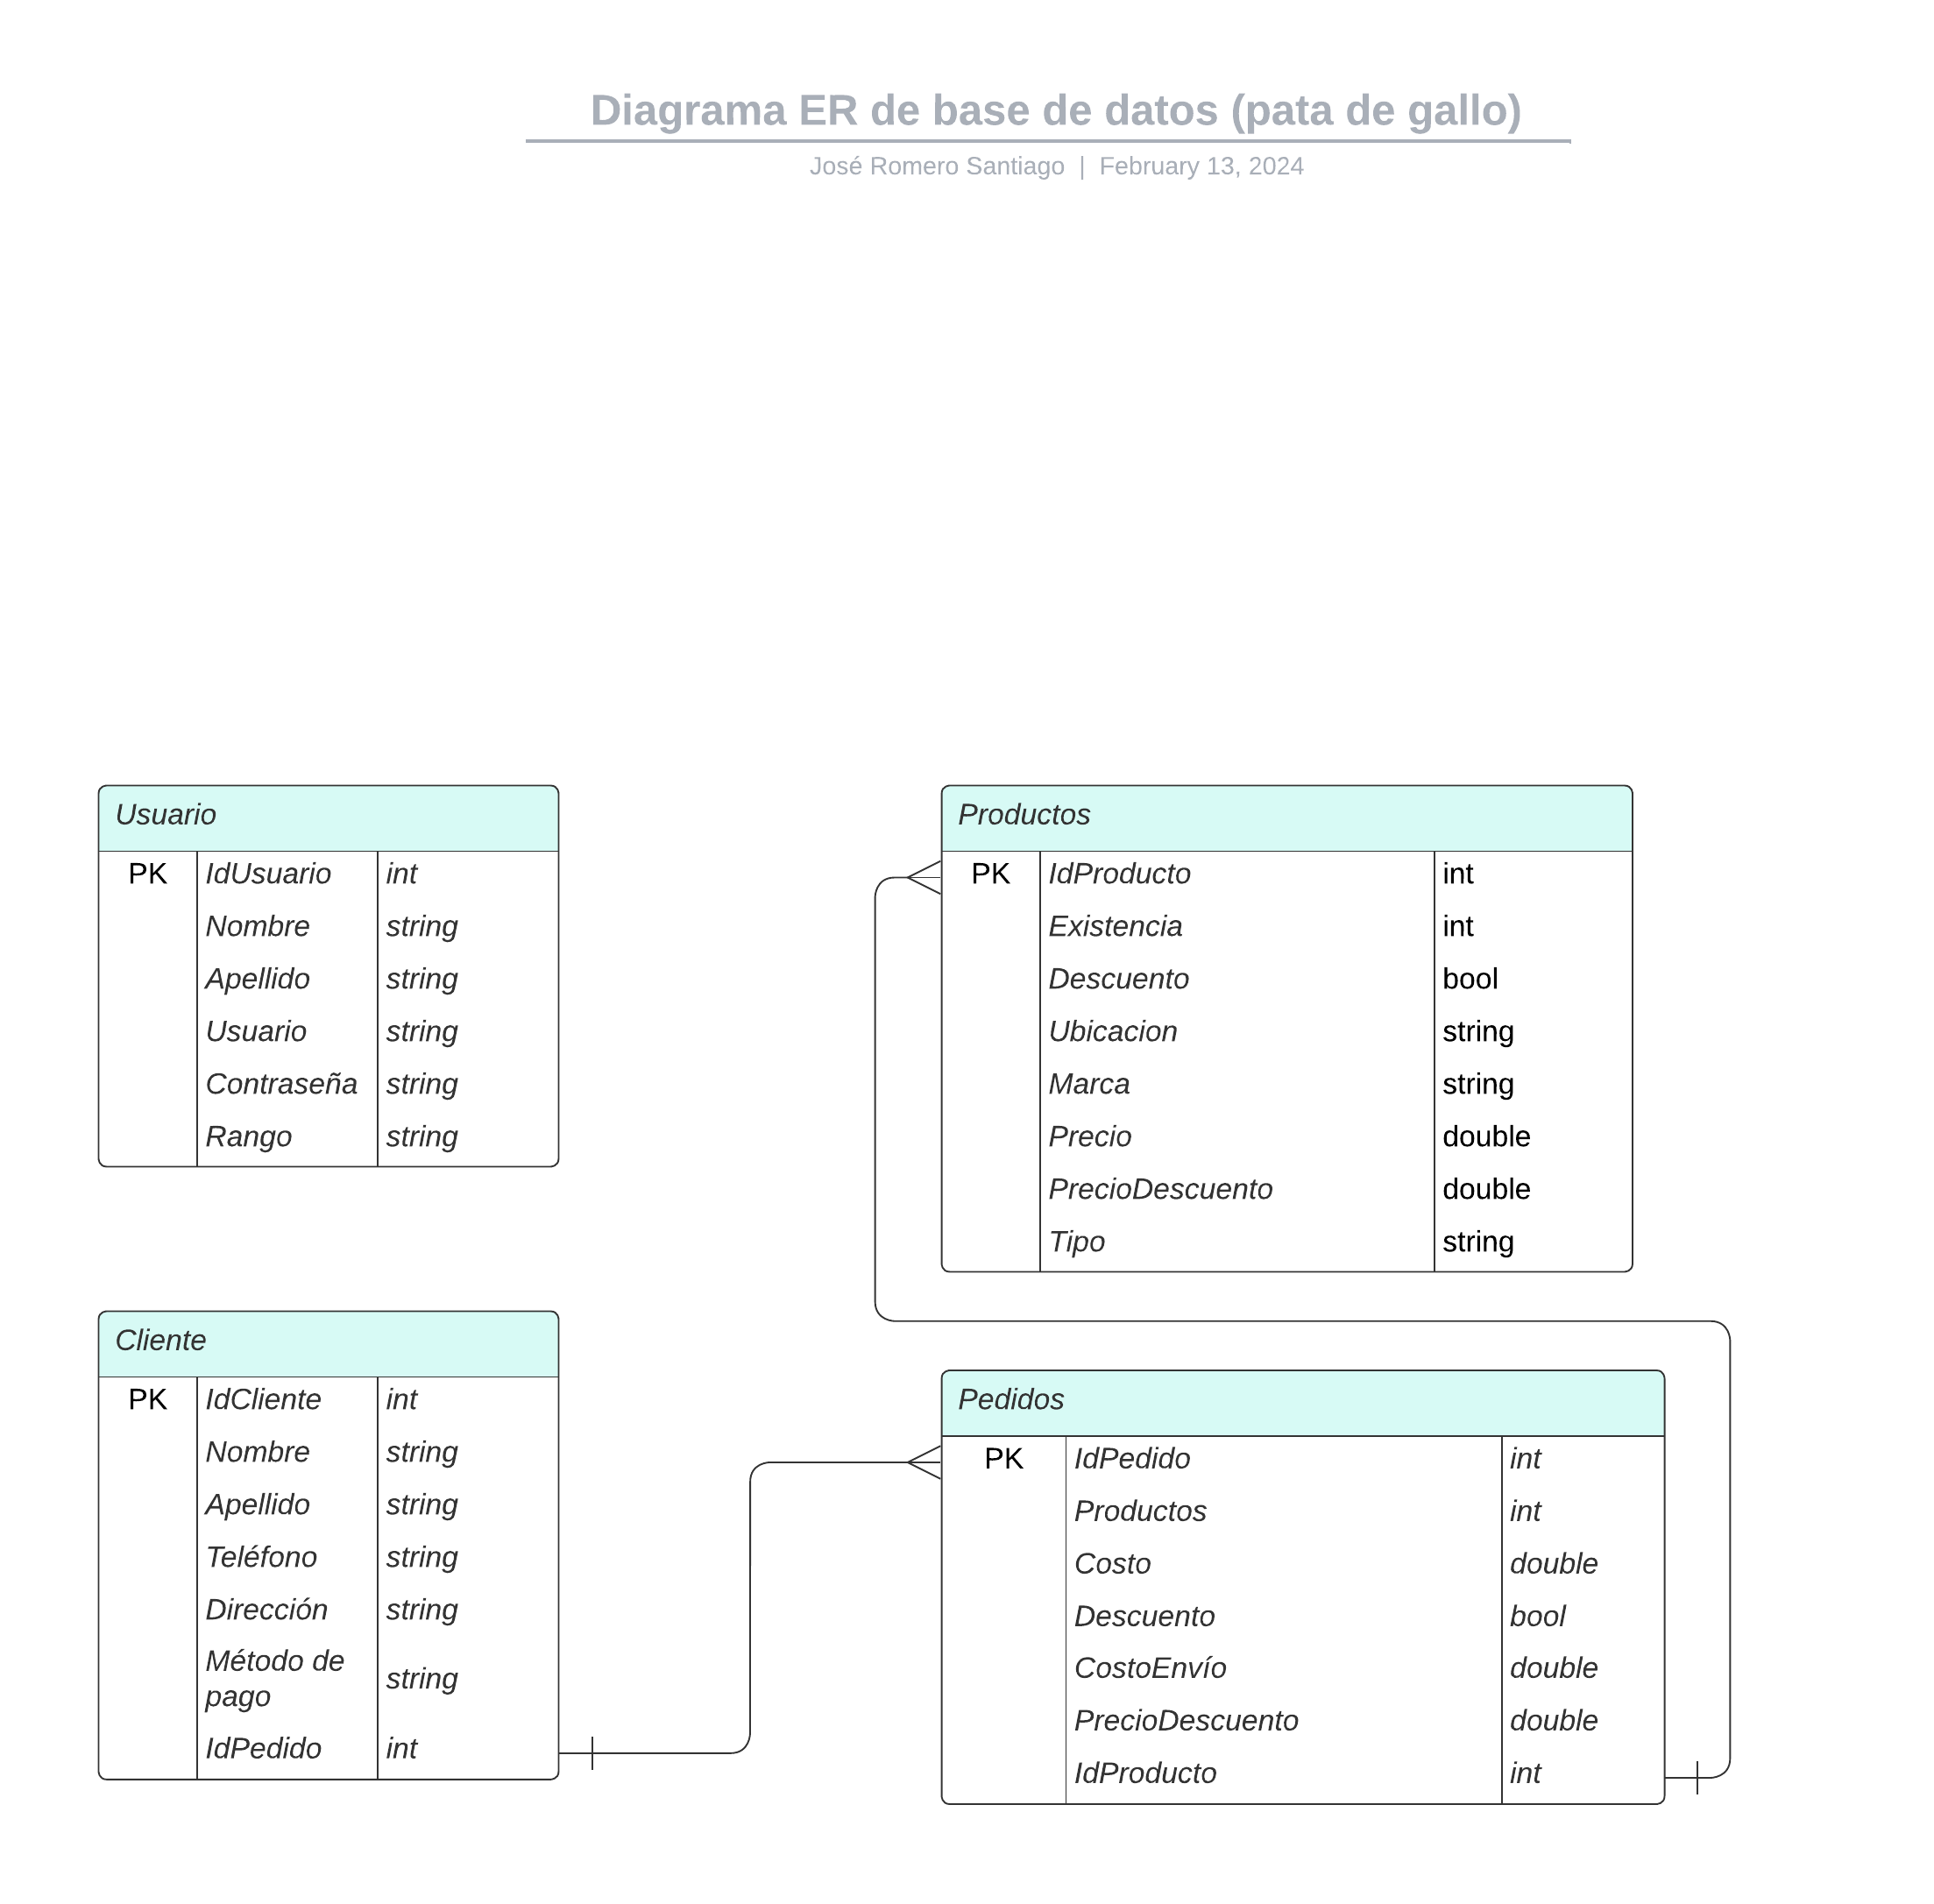 Diagrama ER de base de datos (pata de gallo)
José Romero Santiago | February 13, 2024
Usuario
PK IdUsuario int
Nombre string
Apellido string
Usuario string
Contraseña string
Rango string
Productos
PK IdProducto int
Existencia int
Descuento bool
Ubicacion string
Marca string
Precio double
PrecioDescuento double
Tipo string
Cliente
PK IdCliente int
Nombre string
Apellido string
Teléfono string
Dirección string
Método de
pago string
IdPedido int
Pedidos
PK IdPedido int
Productos int
Costo double
Descuento bool
CostoEnvío double
PrecioDescuento double
IdProducto int